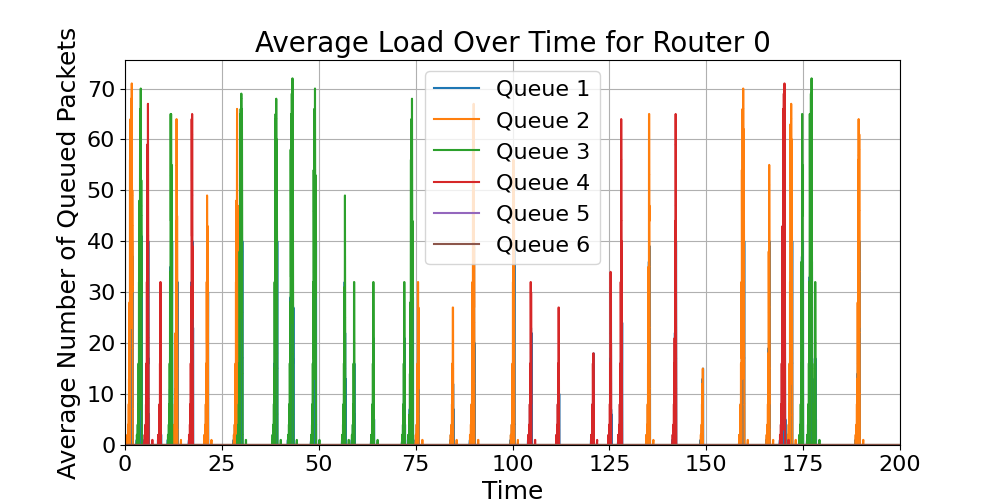 Average Load Over Time for Router 0
Average Number of Queued Packets
70
60
50
40
30
20
10
0
Queue 1
Queue 2
Queue 3
Queue 4
Queue 5
Queue 6
0 25 50 75 100 125 150 175 200
Time